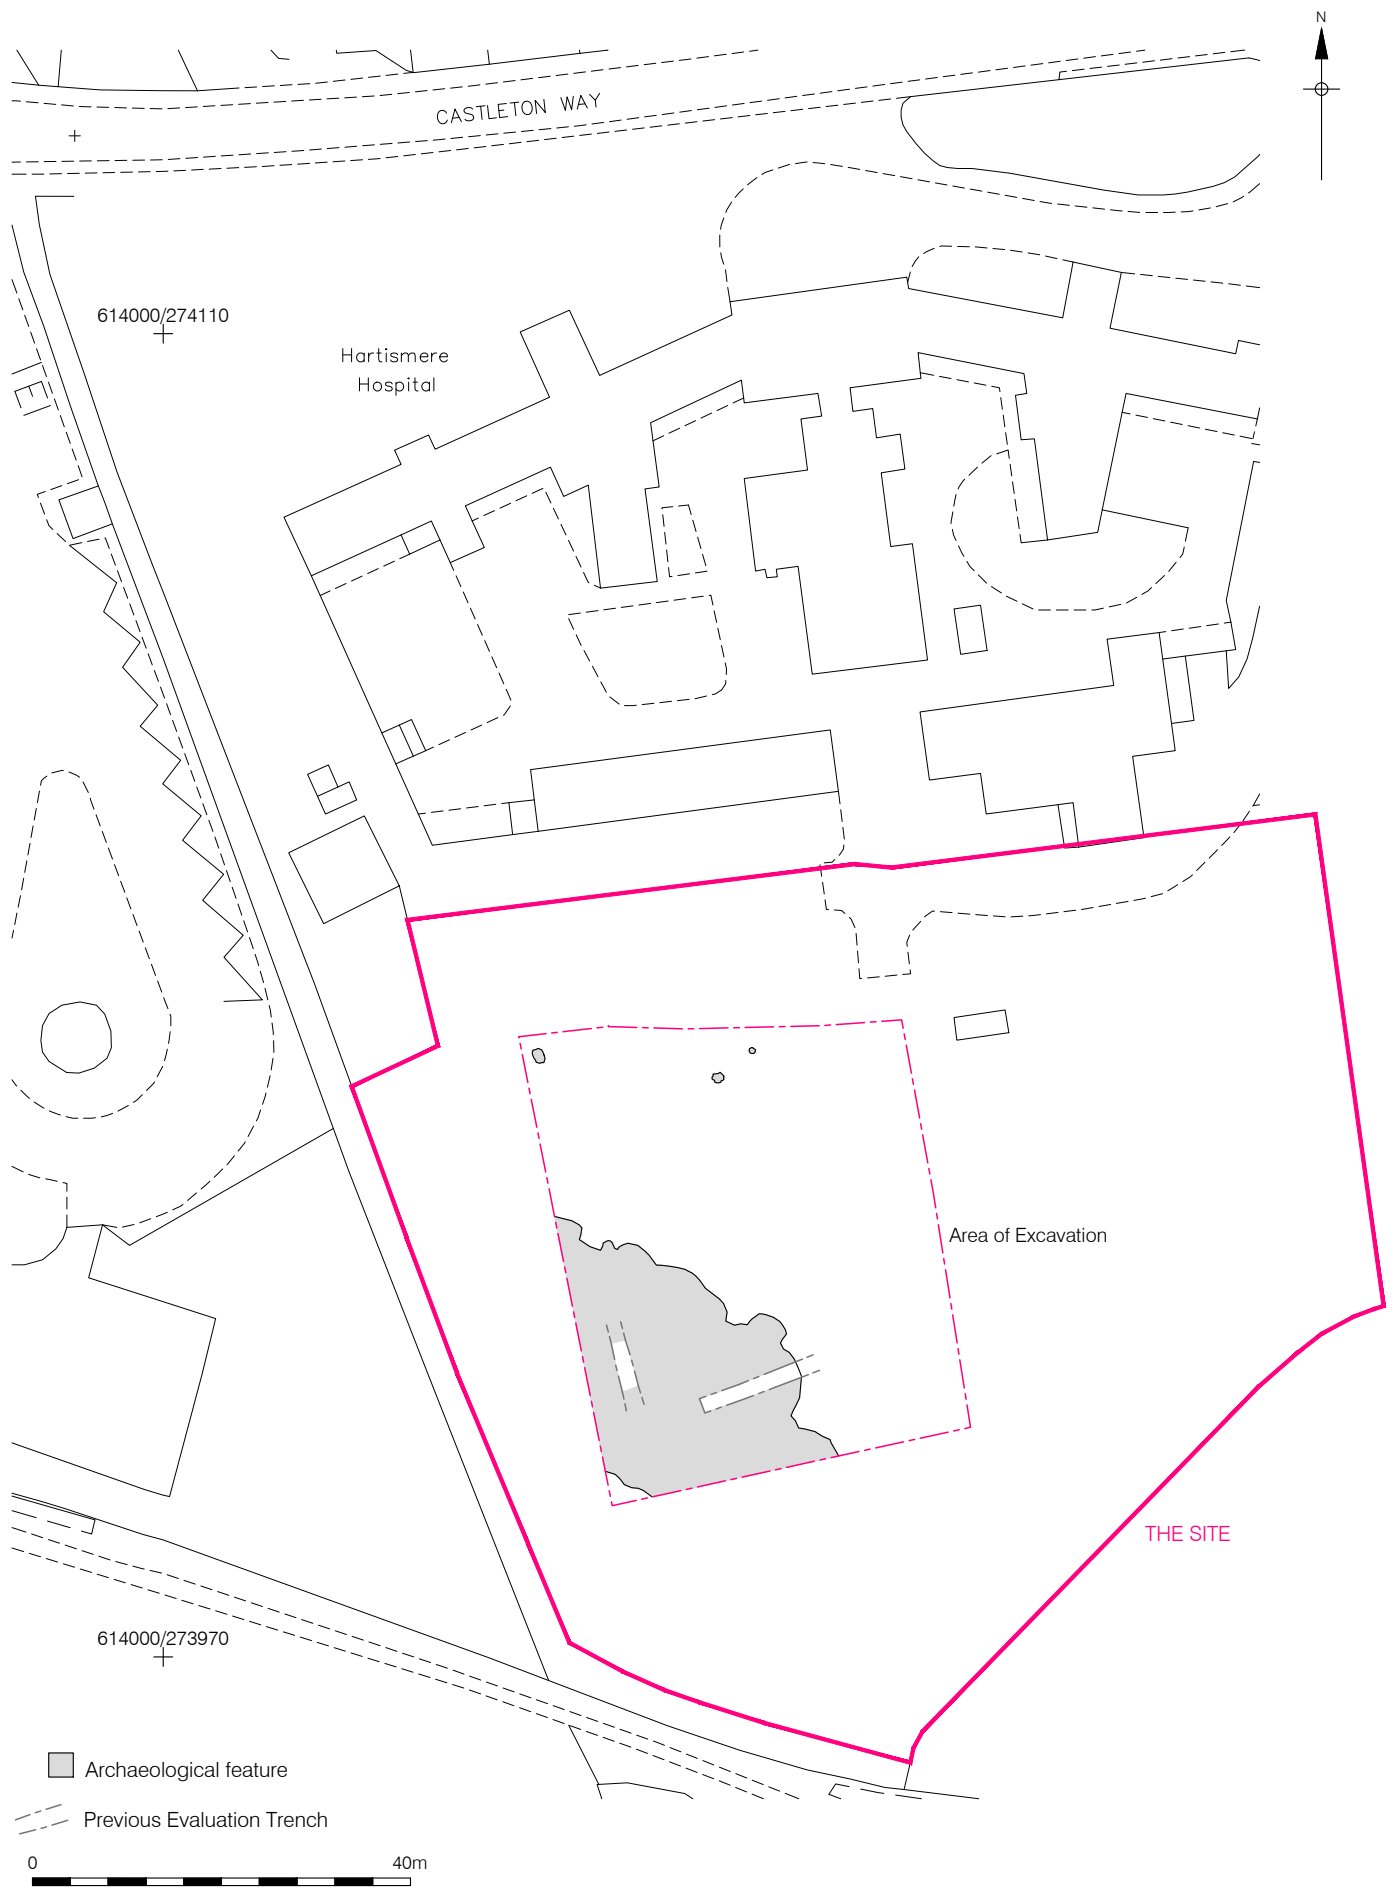 N
CASTLETON WAY
614000/274110
Hartismere
Hospital
Area of Excavation
THE SITE
614000/273970
Archaeological feature
Previous Evaluation Trench
0 40m